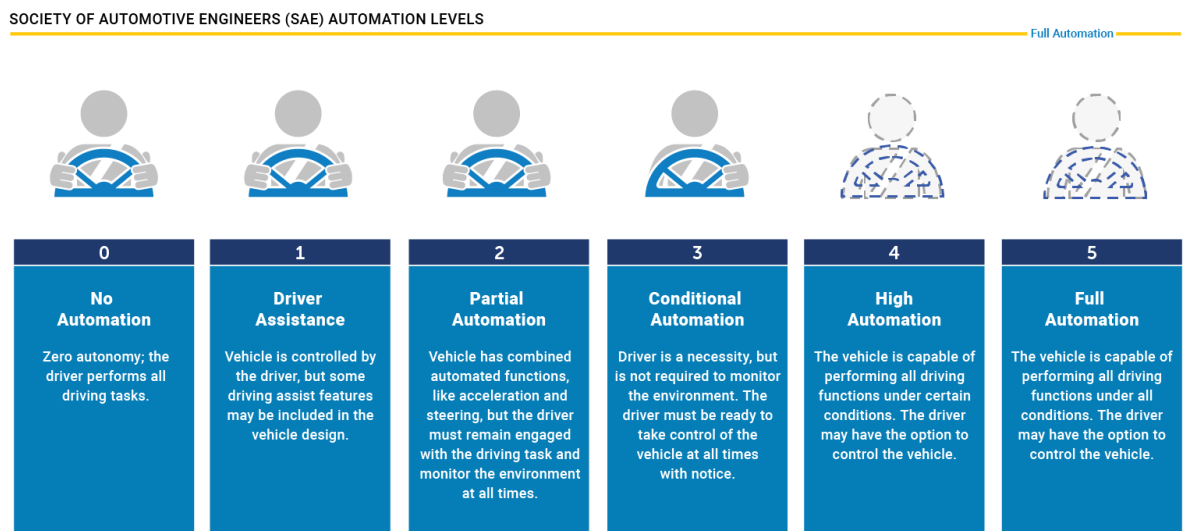 SOCIETY OF AUTOMOTIVE ENGINEERS (SAE) AUTOMATION LEVELS
Full Automation
0
No
Automation
Zero autonomy; the
driver performs all
driving tasks.
1
Driver
Assistance
Vehicle is controlled by
the driver, but some
driving assist features
may be included in the
vehicle design.
2
Partial
Automation
Vehicle has combined
automated functions,
like acceleration and
steering, but the driver
must remain engaged
with the driving task and
monitor the environment
at all times.
3
Conditional
Automation
Driver is a necessity, but
is not required to monitor
the environment. The
driver must be ready to
take control of the
vehicle at all times
with notice.
4
High
Automation
The vehicle is capable of
performing all driving
functions under certain
conditions. The driver
may have the option to
control the vehicle.
5
Full
Automation
The vehicle is capable of
performing all driving
functions under all
conditions. The driver
may have the option to
control the vehicle.